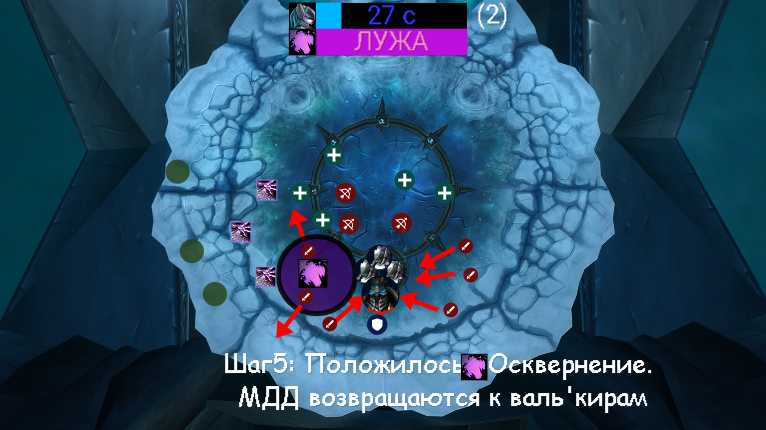 27 с
(2)
ЛУЖА
Шаг5: Положилось Осквернение.
МДД возвращаются к валь'кирам